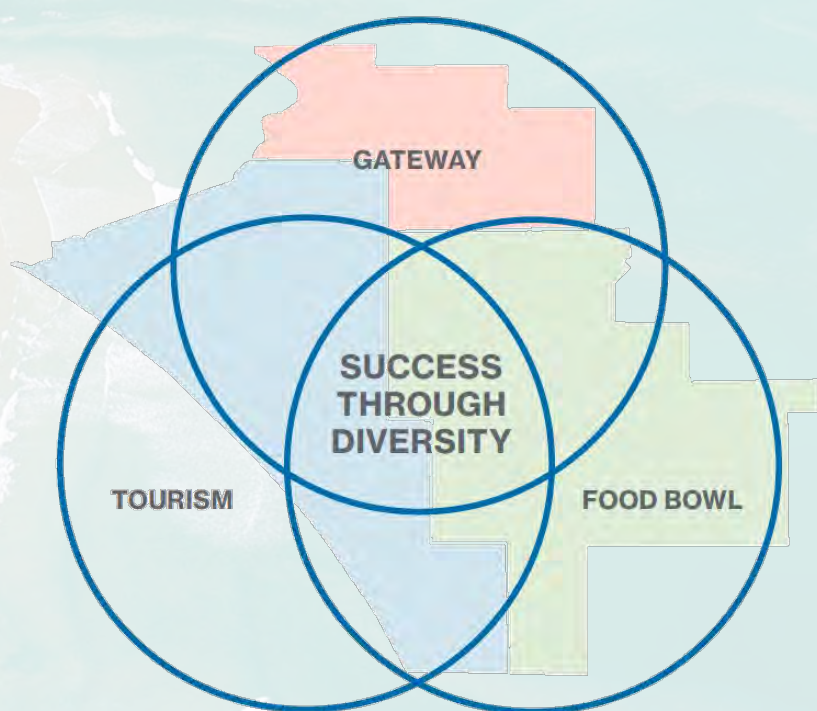 GATEWAY
SUCCESS
THROUGH
DIVERSITY
TOURISM
FOOD BOWL